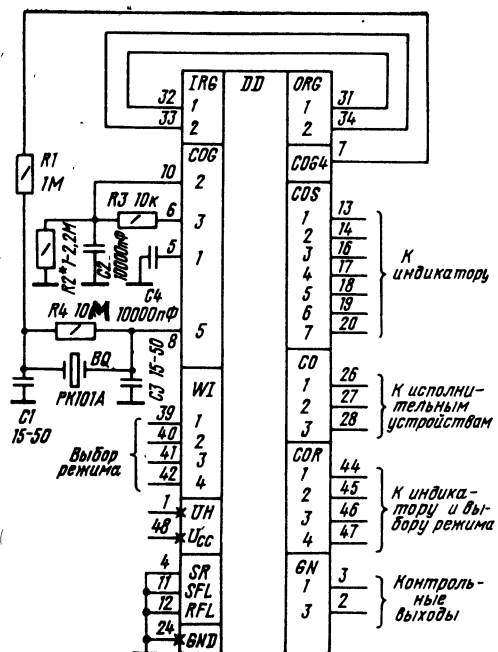 IRG DD ORG
32 1 1 31
33 2 2 34
COG COG4 7
R1
1M
10 2
COS
R3 10к 6 3 1 13
2 14
5 1 3 16
R2* 1-2,2М C2 10000пФ
4 17
5 18
6 19
7 20
К
индикатору
C4
10000пФ
R4 10М
5
8
BQ
РК101А
C3 15-50
C1
15-50
CO
1 26
2 27
3 28
К исполни-
тельным
устройствам
WI
39 1
40 2
41 3
42 4
Выбор
режима
COR
1 44
2 45
3 46
4 47
К индика-
тору и вы-
бору режима
1 UH
48 UCC
GN
1 3
3 2
Контроль-
ные
выходы
4 SR
11 SFL
12 RFL
24 GND